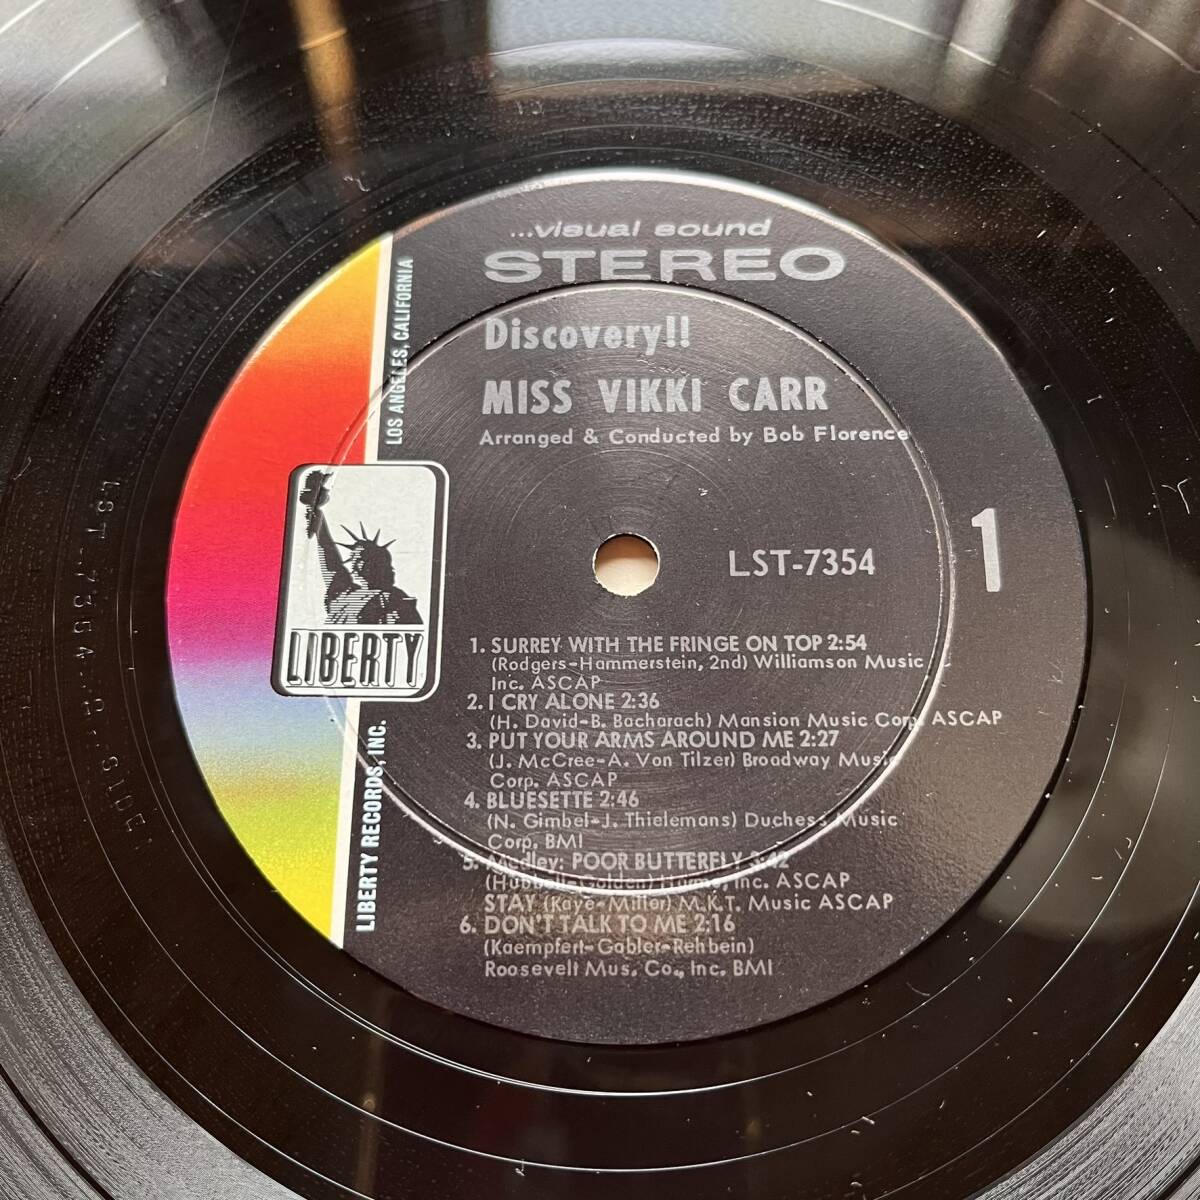 ...visual sound
STEREO
Discovery!!
MISS VIKKI CARR
Arranged & Conducted by Bob Florence
LOS ANGELES, CALIFORNIA
LIBERTY
LIBERTY RECORDS, INC.
LST-7354
1
1. SURREY WITH THE FRINGE ON TOP 2:54
(Rodgers-Hammerstein, 2nd) Williamson Music
Inc. ASCAP
2. I CRY ALONE 2:36
(H. David-B. Bacharach) Mansion Music Corp. ASCAP
3. PUT YOUR ARMS AROUND ME 2:27
(J. McCree-A. Von Tilzer) Broadway Music
Corp. ASCAP
4. BLUESETTE 2:46
(N. Gimbel-J. Thielemans) Duchess Music
Corp. BMI
5. Medley: POOR BUTTERFLY 3:42
(Hubbell-Golden) Harms, Inc. ASCAP
STAY (Kaye-Miller) M.K.T. Music ASCAP
6. DON'T TALK TO ME 2:16
(Kaempfert-Gabler-Rehbein)
Roosevelt Mus. Co., Inc. BMI